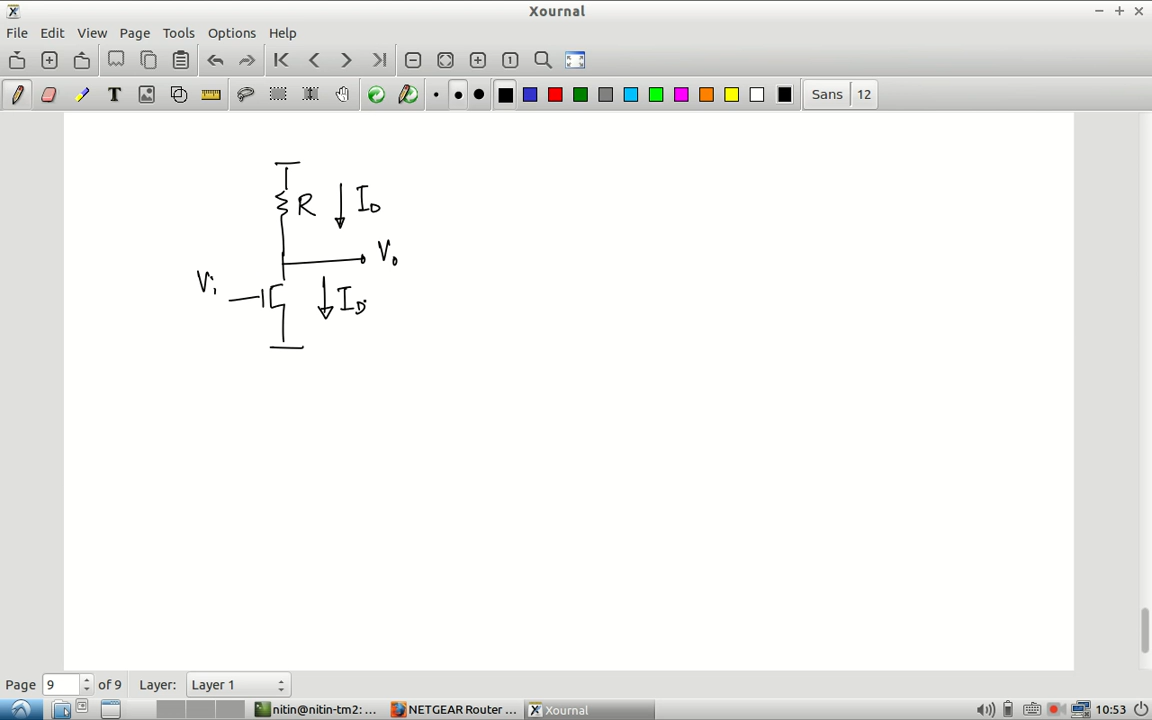 Xournal
File Edit View Page Tools Options Help
T Sans 12
R I_D
V_o
V_i
I_D
Page 9 of 9 Layer: Layer 1
nitin@nitin-tm2: ... NETGEAR Router ... Xournal 10:53